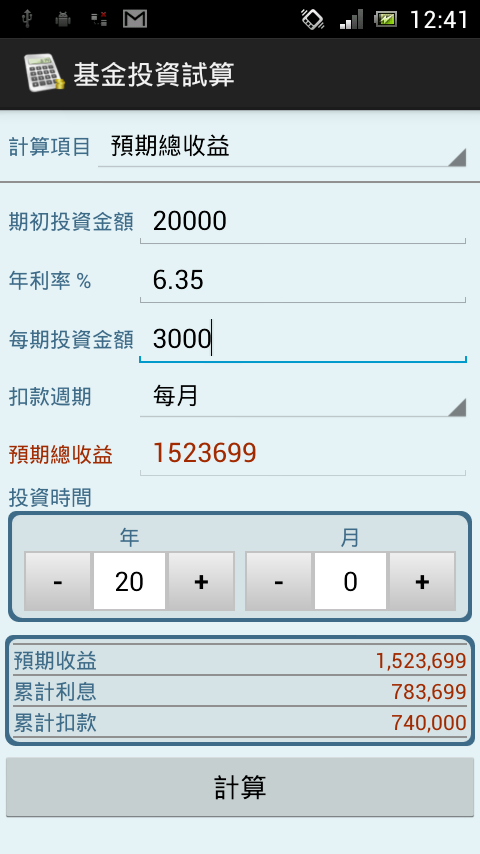 12:41
基金投資試算
計算項目 預期總收益
期初投資金額 20000
年利率 % 6.35
每期投資金額 3000
扣款週期 每月
預期總收益 1523699
投資時間
年 月
- 20 + - 0 +
預期收益 1,523,699
累計利息 783,699
累計扣款 740,000
計算